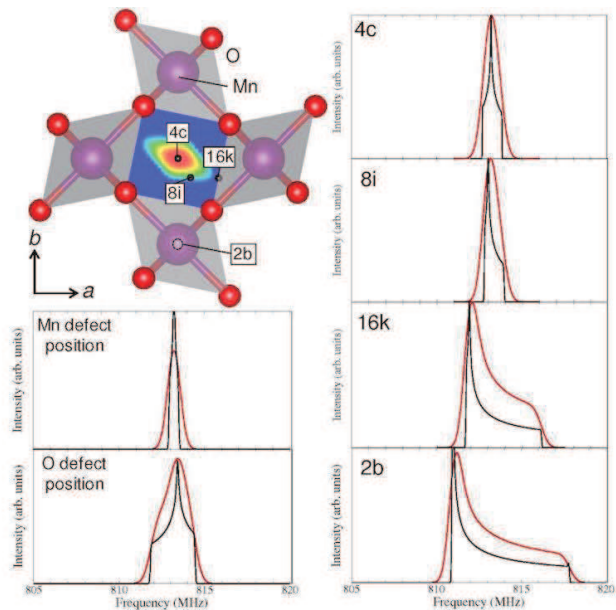 O
Mn
4c
16k
8i
2b
b
a
4c
Intensity (arb. units)
8i
Intensity (arb. units)
16k
Intensity (arb. units)
2b
Intensity (arb. units)
805 810 815 820
Frequency (MHz)
Mn defect
position
Intensity (arb. units)
O defect
position
Intensity (arb. units)
805 810 815 820
Frequency (MHz)